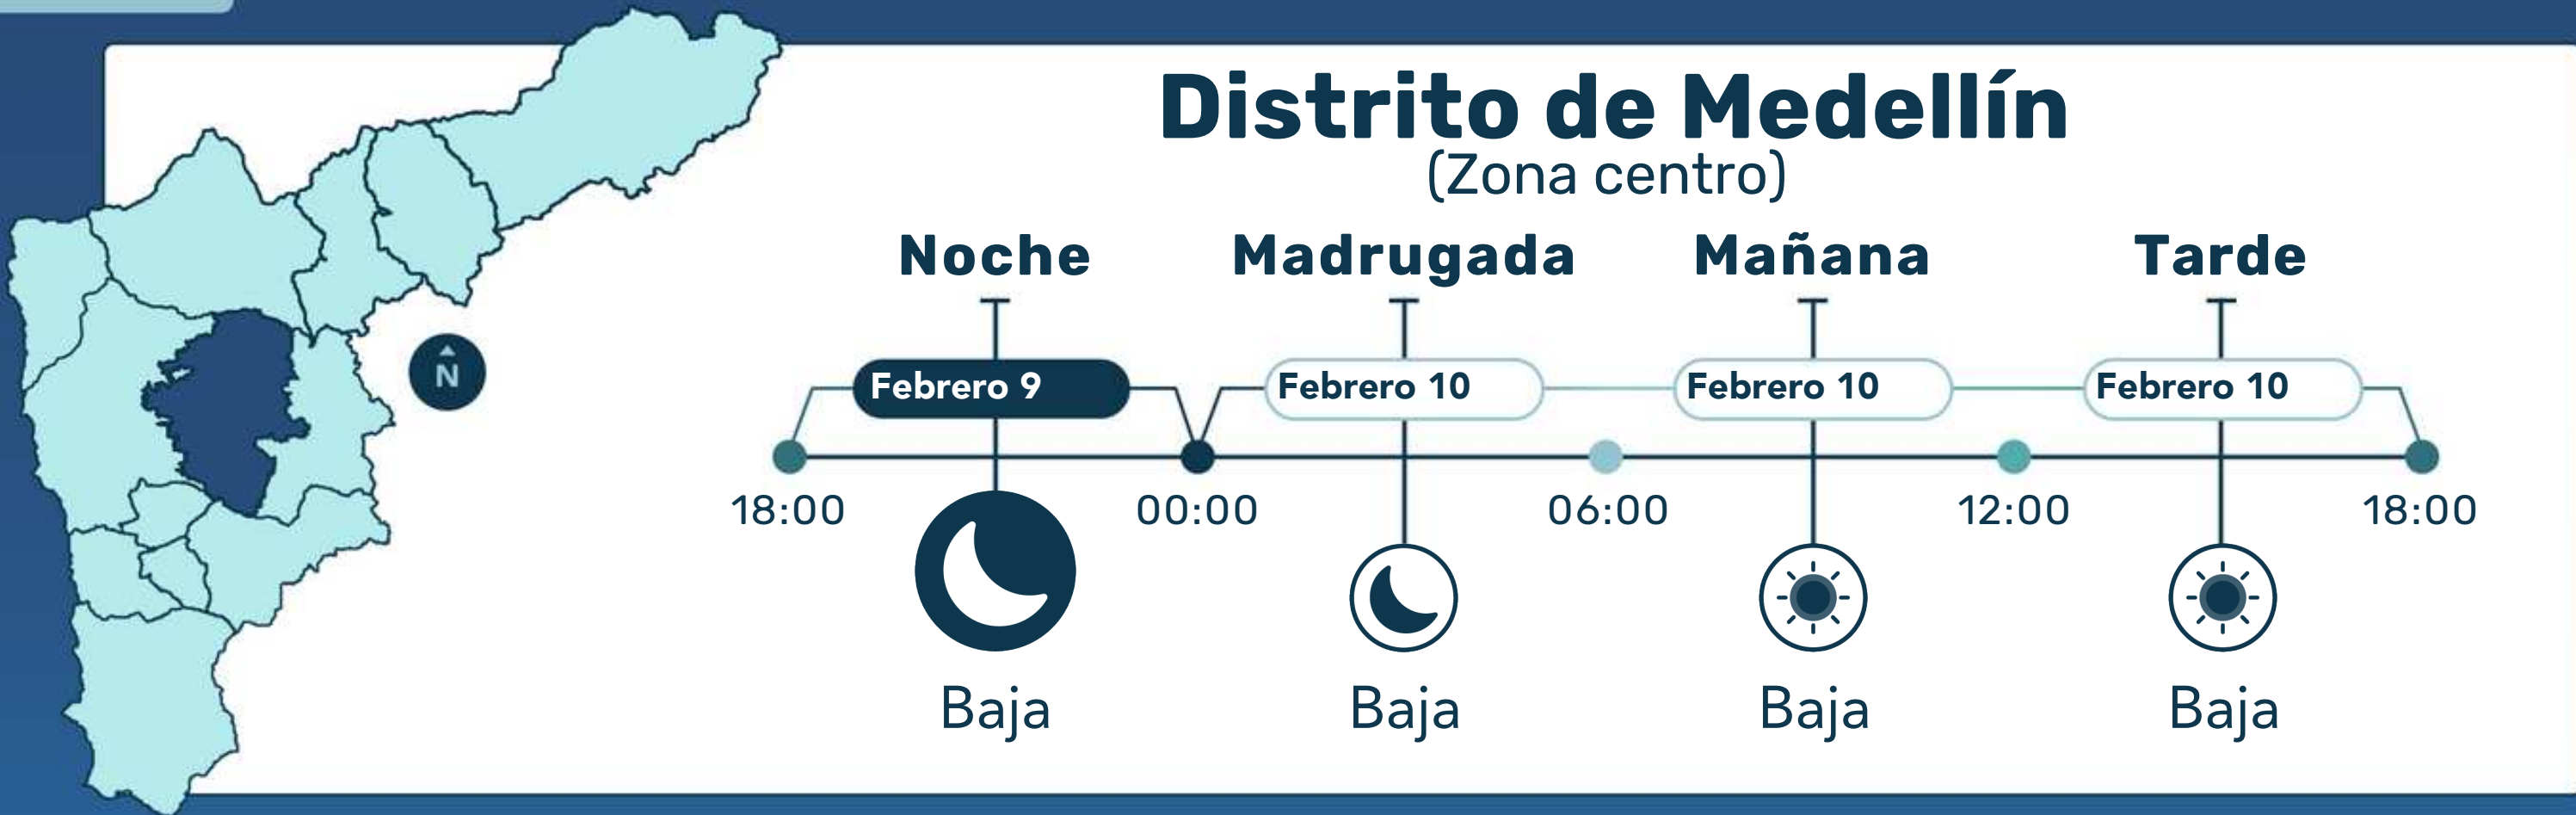 Distrito de Medellín
(Zona centro)
Noche Madrugada Mañana Tarde
Febrero 9 Febrero 10 Febrero 10 Febrero 10
N
18:00 00:00 06:00 12:00 18:00
Baja Baja Baja Baja